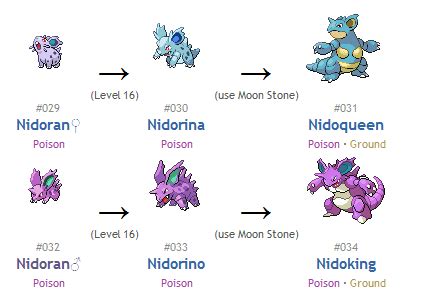 → →
(Level 16) (use Moon Stone)
#029 #030 #031
Nidoran♀ Nidorina Nidoqueen
Poison Poison Poison · Ground
→ →
(Level 16) (use Moon Stone)
#032 #033 #034
Nidoran♂ Nidorino Nidoking
Poison Poison Poison · Ground